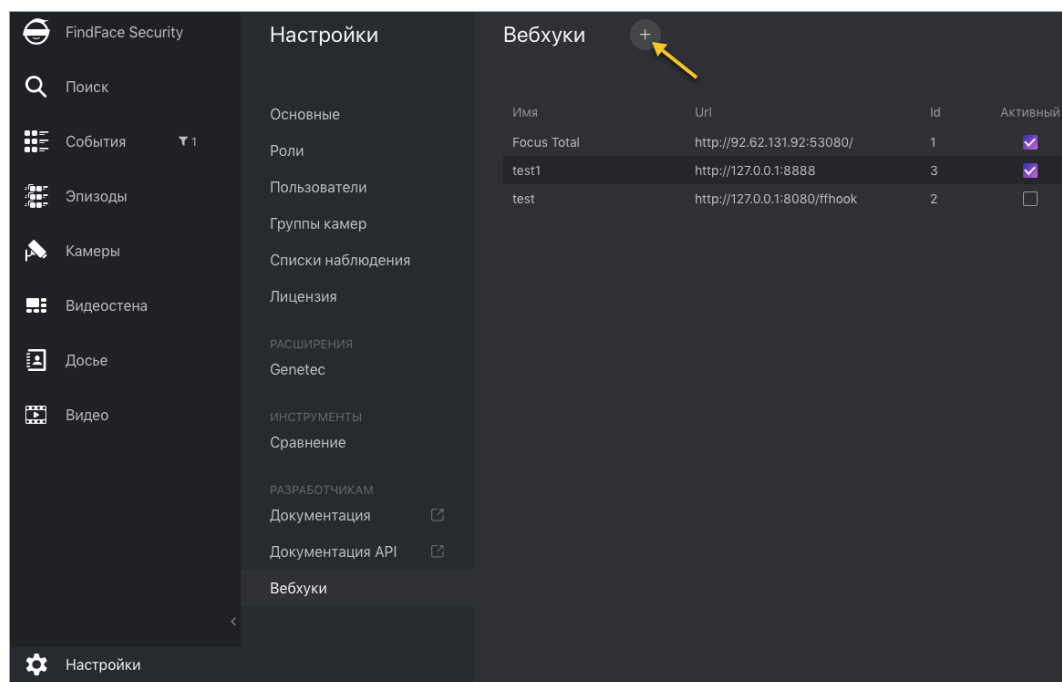 FindFace Security
Поиск
События 1
Эпизоды
Камеры
Видеостена
Досье
Видео
Настройки
Настройки
Основные
Роли
Пользователи
Группы камер
Списки наблюдения
Лицензия
РАСШИРЕНИЯ
Genetec
ИНСТРУМЕНТЫ
Сравнение
РАЗРАБОТЧИКАМ
Документация
Документация API
Вебхуки
Вебхуки +
Имя Url Id Активный
Focus Total http://92.62.131.92:53080/ 1
test1 http://127.0.0.1:8888 3
test http://127.0.0.1:8080/ffhook 2